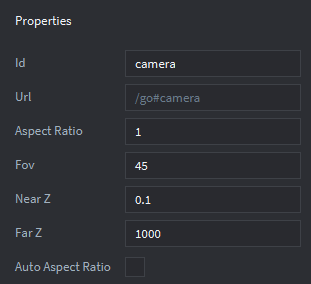 Properties
Id camera
Url /go#camera
Aspect Ratio 1
Fov 45
Near Z 0.1
Far Z 1000
Auto Aspect Ratio